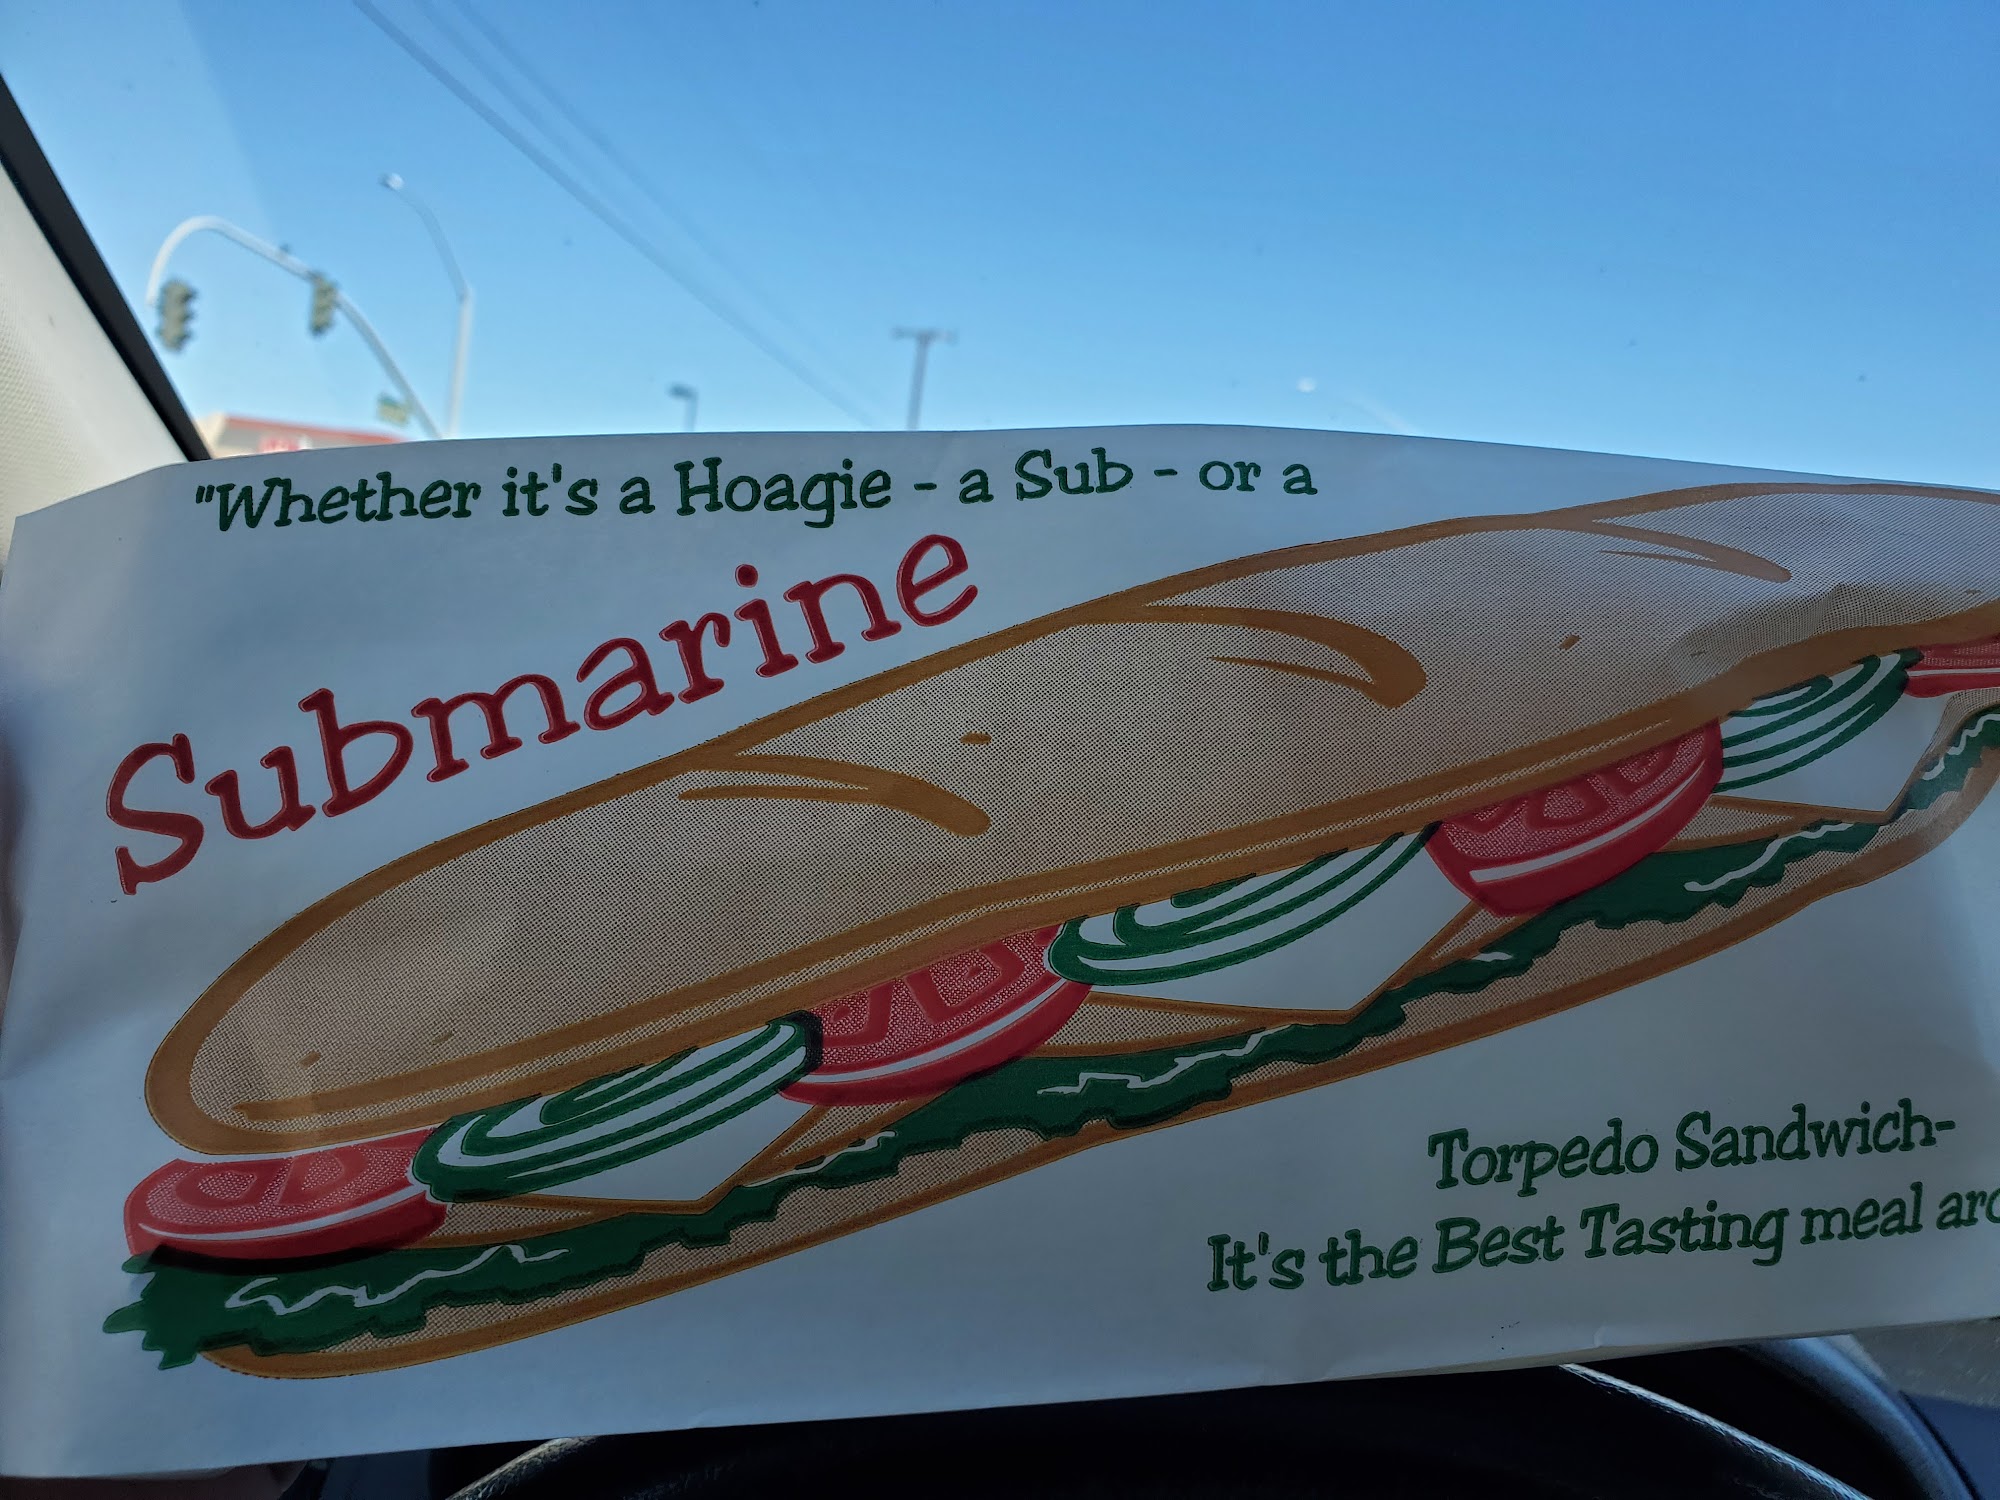 "Whether it's a Hoagie - a Sub - or a
Submarine
Torpedo Sandwich-
It's the Best Tasting meal